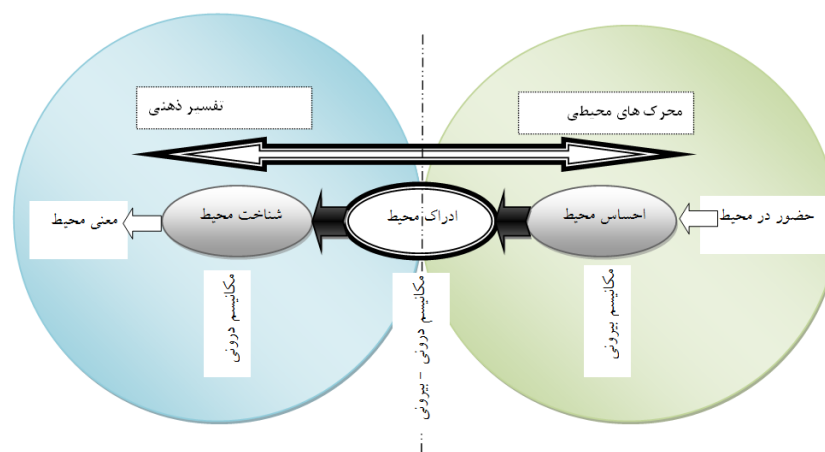 محرک های محیطی
تفسیر ذهنی
حضور در محیط
احساس محیط
ادراک محیط
شناخت محیط
معنی محیط
مکانیسم بیرونی
مکانیسم درونی - بیرونی
مکانیسم درونی